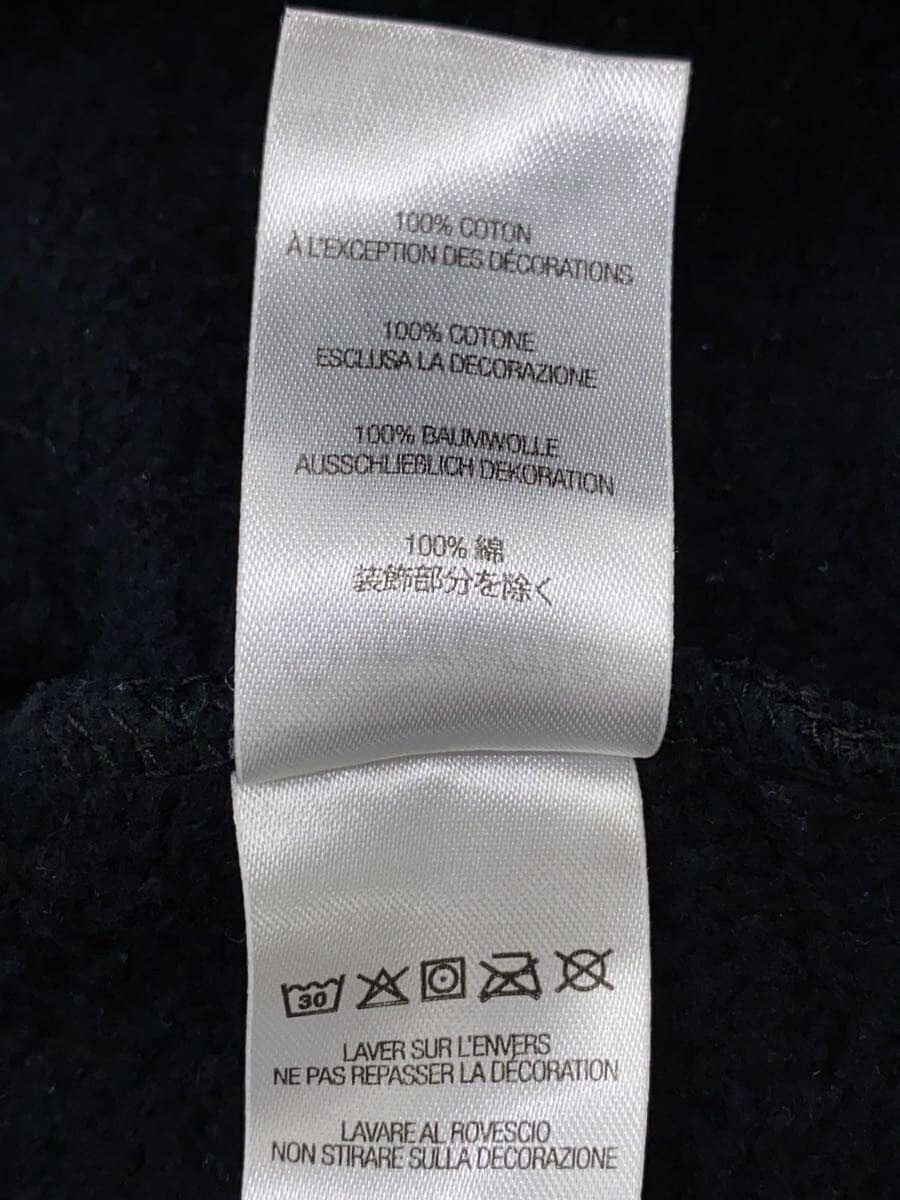 100% COTON
À L'EXCEPTION DES DÉCORATIONS
100% COTONE
ESCLUSA LA DECORAZIONE
100% BAUMWOLLE
AUSSCHLIEßLICH DEKORATION
100% 綿
装飾部分を除く
30
LAVER SUR L'ENVERS
NE PAS REPASSER LA DÉCORATION
LAVARE AL ROVESCIO
NON STIRARE SULLA DECORAZIONE